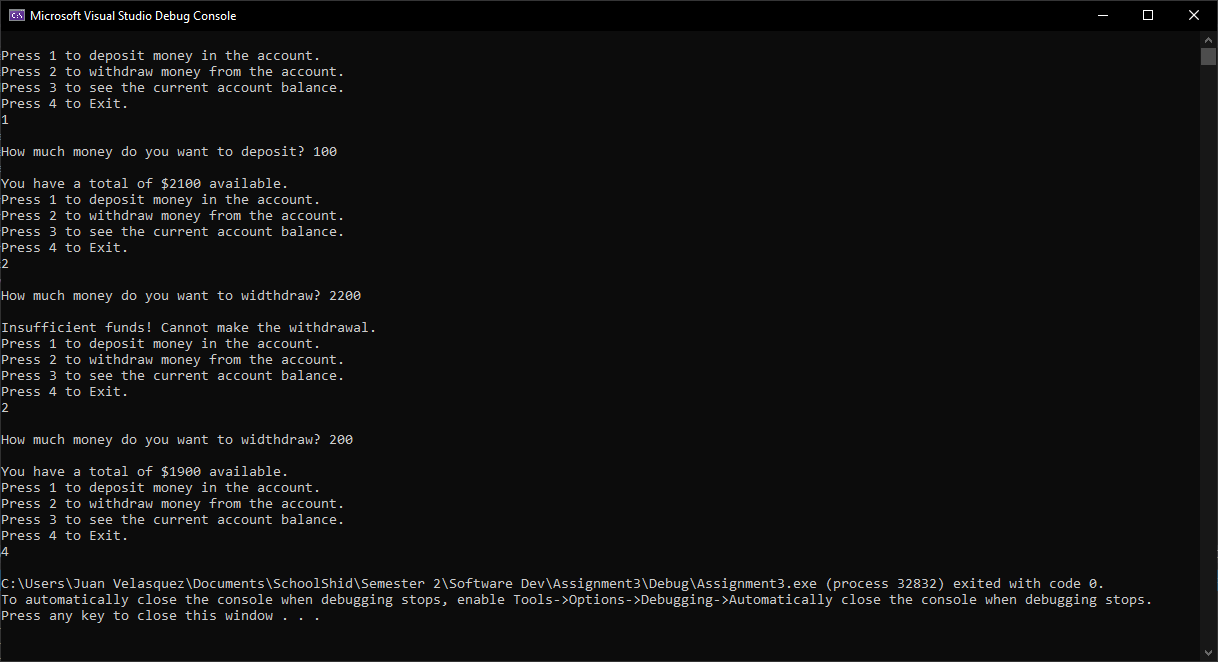 Microsoft Visual Studio Debug Console
Press 1 to deposit money in the account.
Press 2 to withdraw money from the account.
Press 3 to see the current account balance.
Press 4 to Exit.
1
How much money do you want to deposit? 100
You have a total of $2100 available.
Press 1 to deposit money in the account.
Press 2 to withdraw money from the account.
Press 3 to see the current account balance.
Press 4 to Exit.
2
How much money do you want to widthdraw? 2200
Insufficient funds! Cannot make the withdrawal.
Press 1 to deposit money in the account.
Press 2 to withdraw money from the account.
Press 3 to see the current account balance.
Press 4 to Exit.
2
How much money do you want to widthdraw? 200
You have a total of $1900 available.
Press 1 to deposit money in the account.
Press 2 to withdraw money from the account.
Press 3 to see the current account balance.
Press 4 to Exit.
4
C:\Users\Juan Velasquez\Documents\SchoolShid\Semester 2\Software Dev\Assignment3\Debug\Assignment3.exe (process 32832) exited with code 0.
To automatically close the console when debugging stops, enable Tools->Options->Debugging->Automatically close the console when debugging stops.
Press any key to close this window . . .